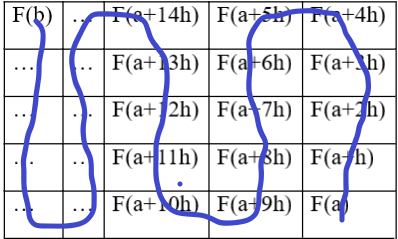 F(b) ... F(a+14h) F(a+5h) F(a+4h)
... ... F(a+13h) F(a+6h) F(a+3h)
... ... F(a+12h) F(a+7h) F(a+2h)
... ... F(a+11h) F(a+8h) F(a+h)
... ... F(a+10h) F(a+9h) F(a)